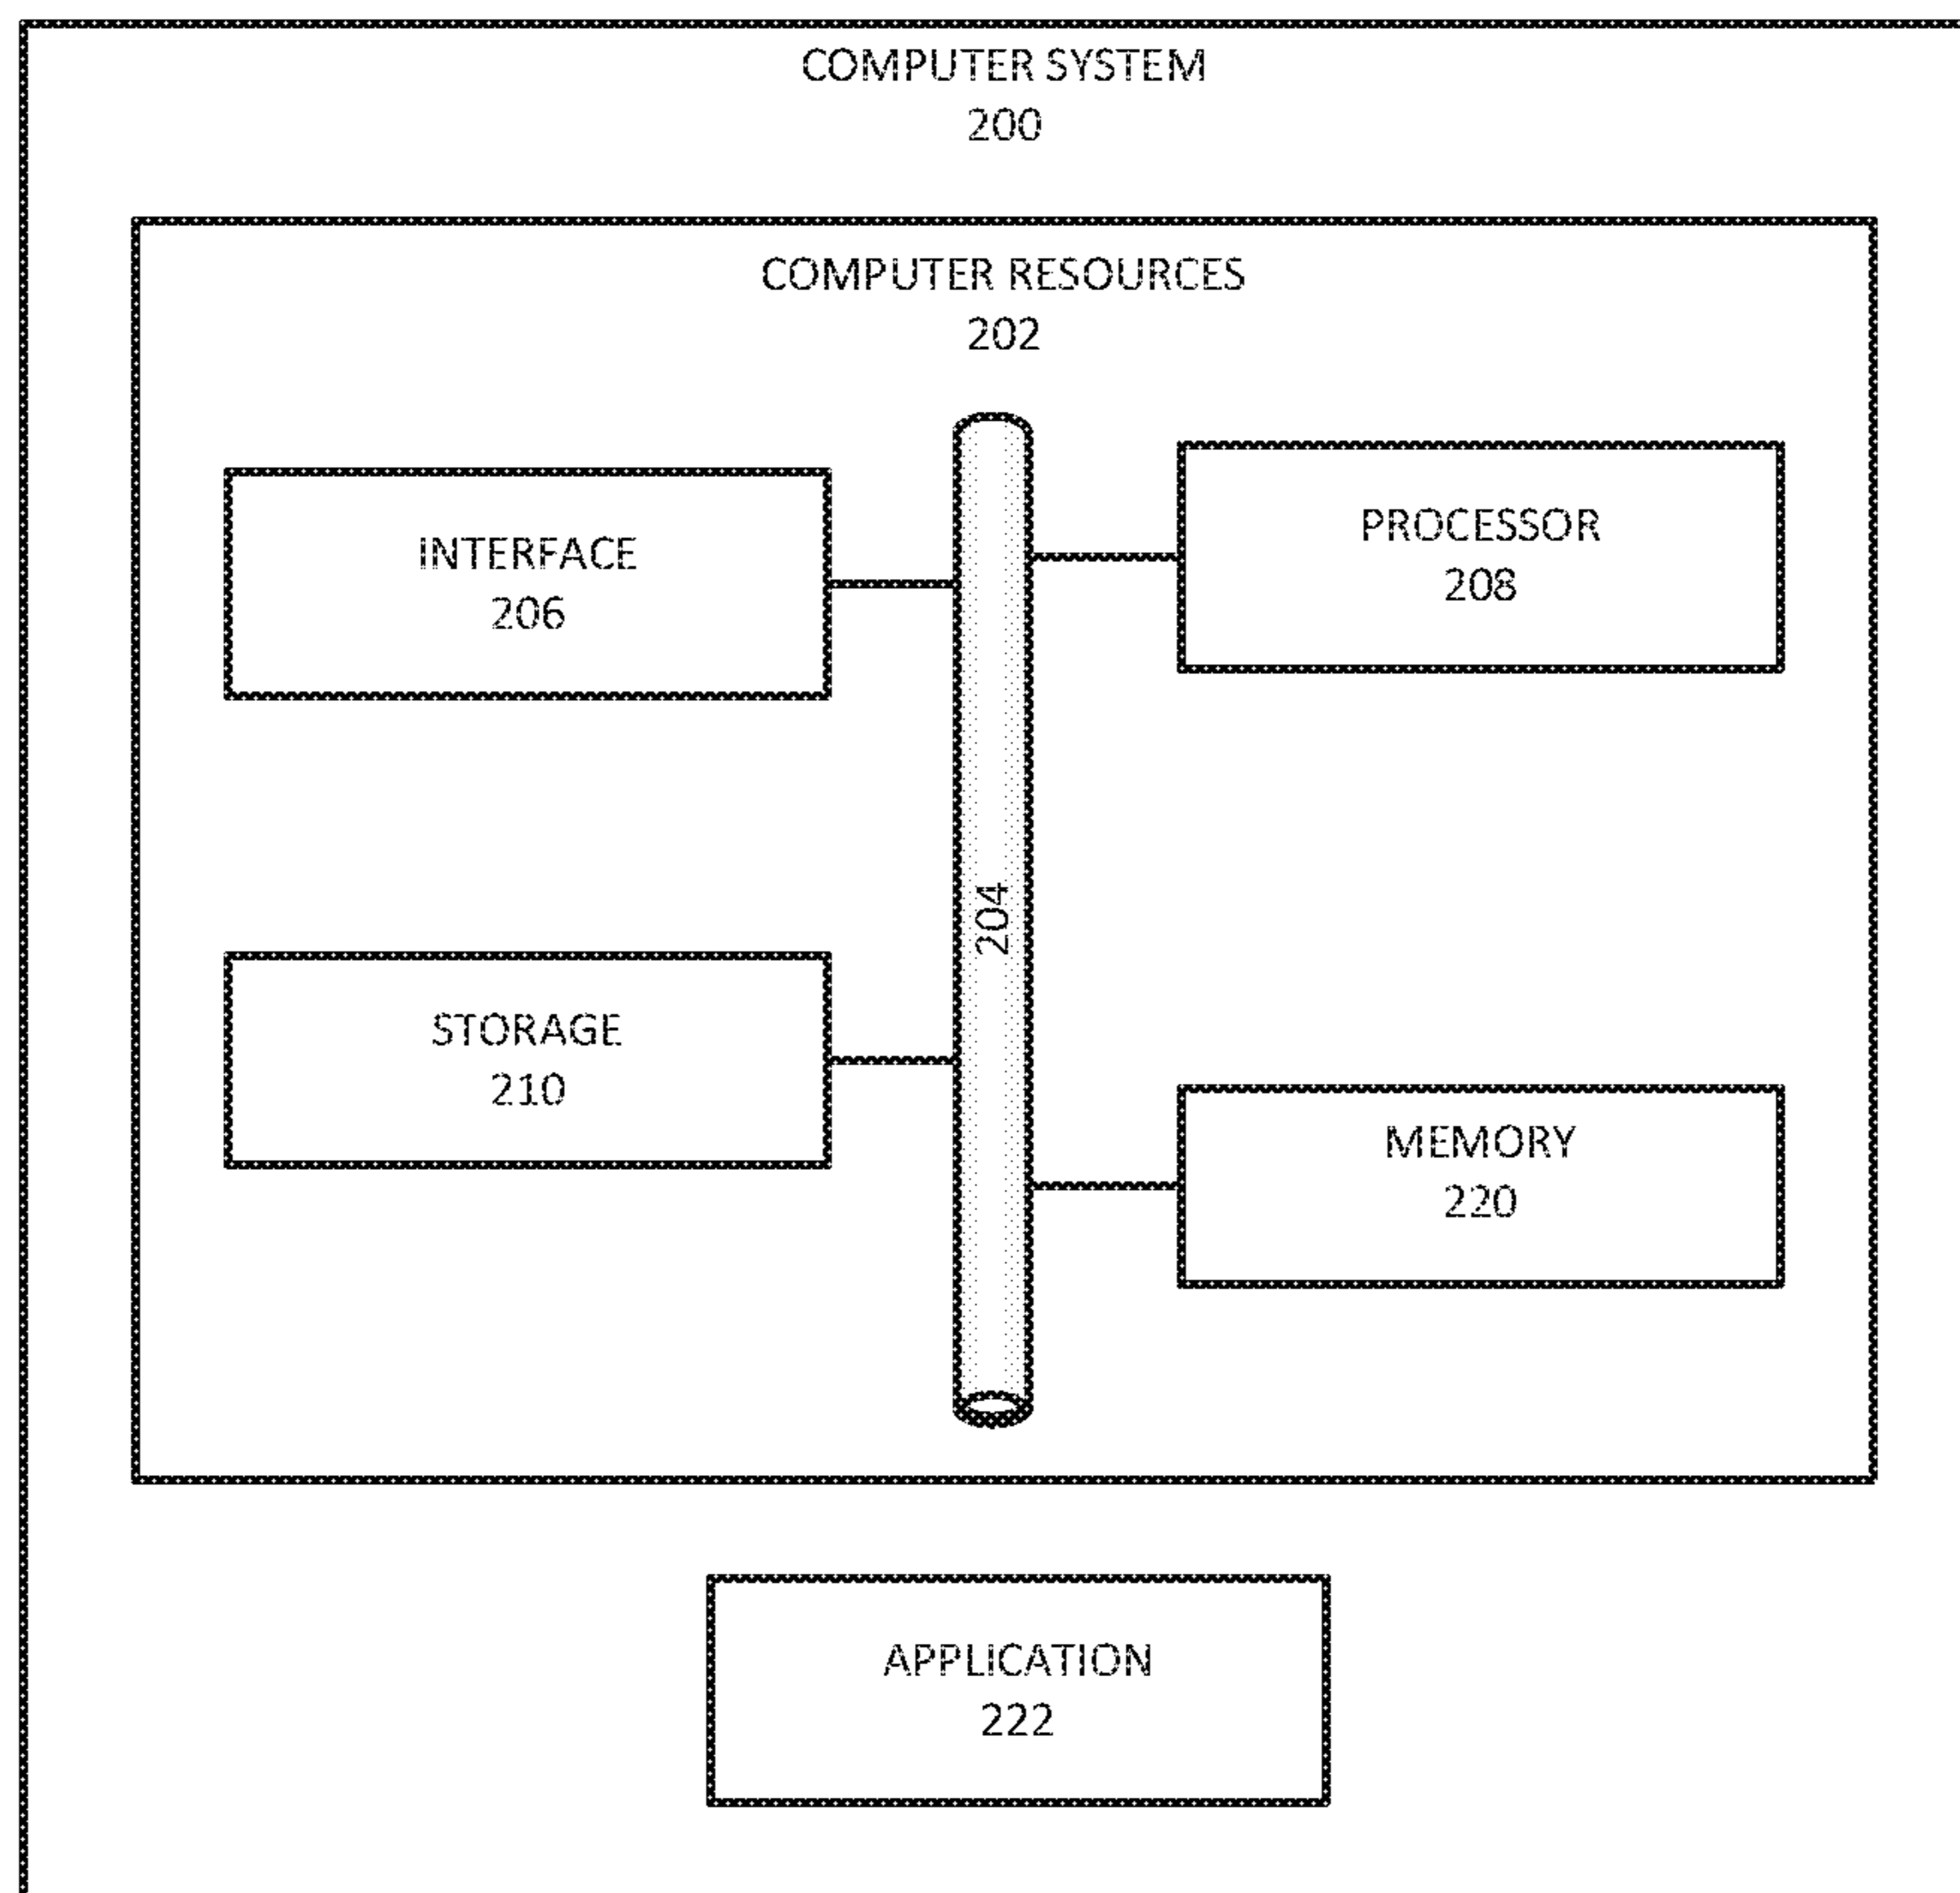 COMPUTER SYSTEM
200
COMPUTER RESOURCES
202
INTERFACE
206
PROCESSOR
208
204
STORAGE
210
MEMORY
220
APPLICATION
222